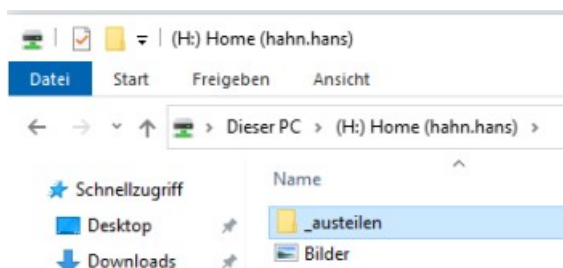 (H:) Home (hahn.hans)
Datei Start Freigeben Ansicht
Dieser PC > (H:) Home (hahn.hans) >
Name
Schnellzugriff
Desktop
Downloads
_austeilen
Bilder